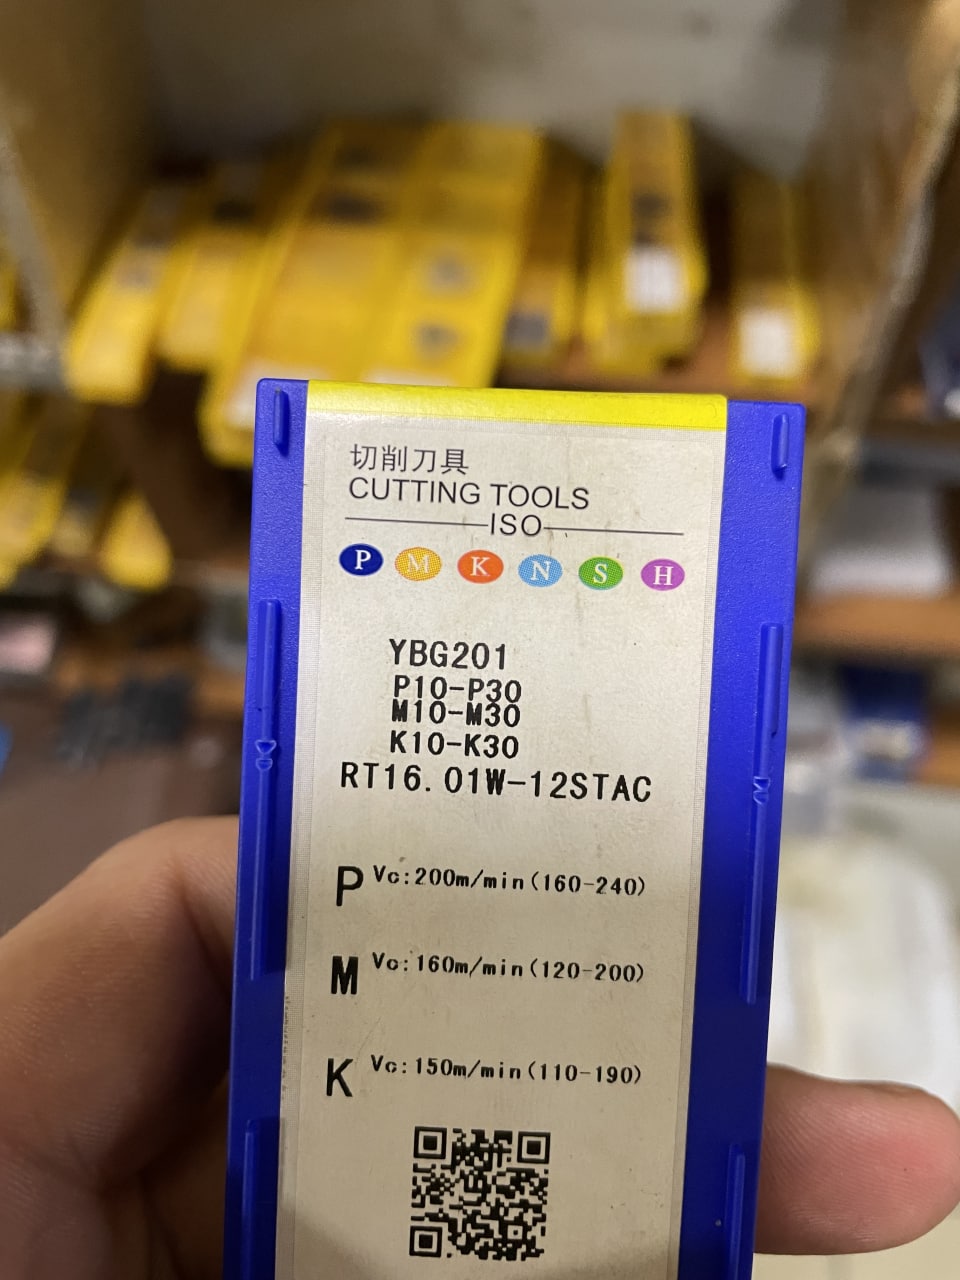 切削刀具
CUTTING TOOLS
ISO
P M K N S H
YBG201
P10-P30
M10-M30
K10-K30
RT16.01W-12STAC
P Vc:200m/min(160-240)
M Vc:160m/min(120-200)
K Vc:150m/min(110-190)